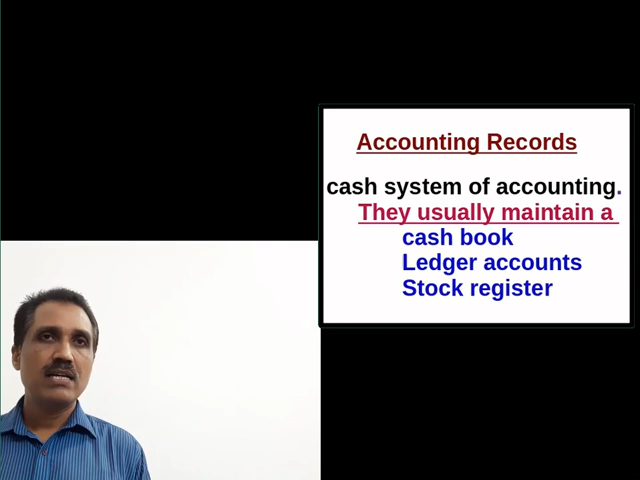 Accounting Records
cash system of accounting.
They usually maintain a
cash book
Ledger accounts
Stock register